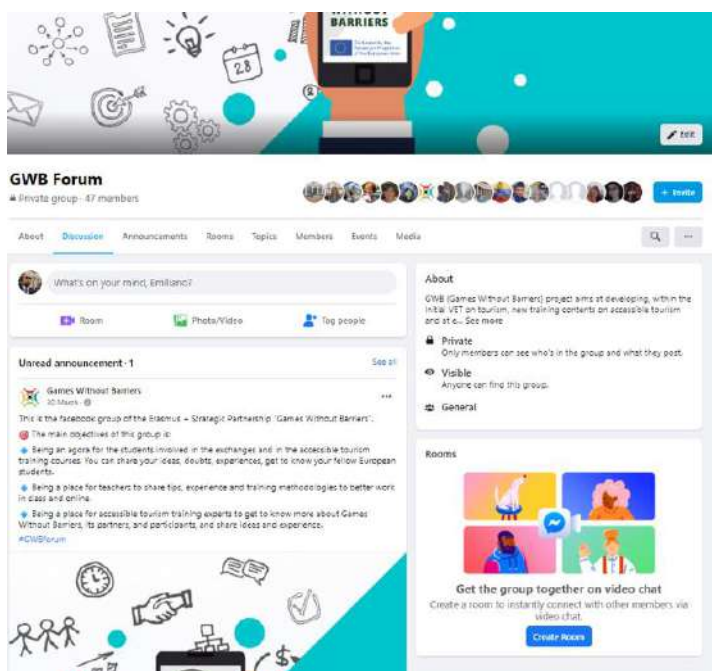 WITHOUT
BARRIERS
28
Edit
GWB Forum
Private group · 47 members
+ Invite
About Discussion Announcements Rooms Topics Members Events Media
What's on your mind, Emiliano?
Room Photo/Video Tag people
Unread announcement · 1 See all
Games Without Barriers
This is the facebook group of the Erasmus + Strategic Partnership "Games Without Barriers".
The main objectives of this group is:
Being an agora for the students involved in the exchanges and in the accessible tourism
training courses. You can share your ideas, doubts, experiences, get to know your fellow European
students.
Being a place for teachers to share tips, experience and training methodologies to better work
in class and online.
Being a place for accessible tourism training experts to get to know more about Games
Without Barriers, its partners, and participants, and share ideas and experience.
#GWBForum
About
GWB (Games Without Barriers) project aims at developing, within the
Initial VET on tourism, new training contents on accessible tourism
and at e... See more
Private
Only members can see who's in the group and what they post.
Visible
Anyone can find this group.
General
Rooms
Get the group together on video chat
Create a room to instantly connect with other members via
video chat.
Create Room